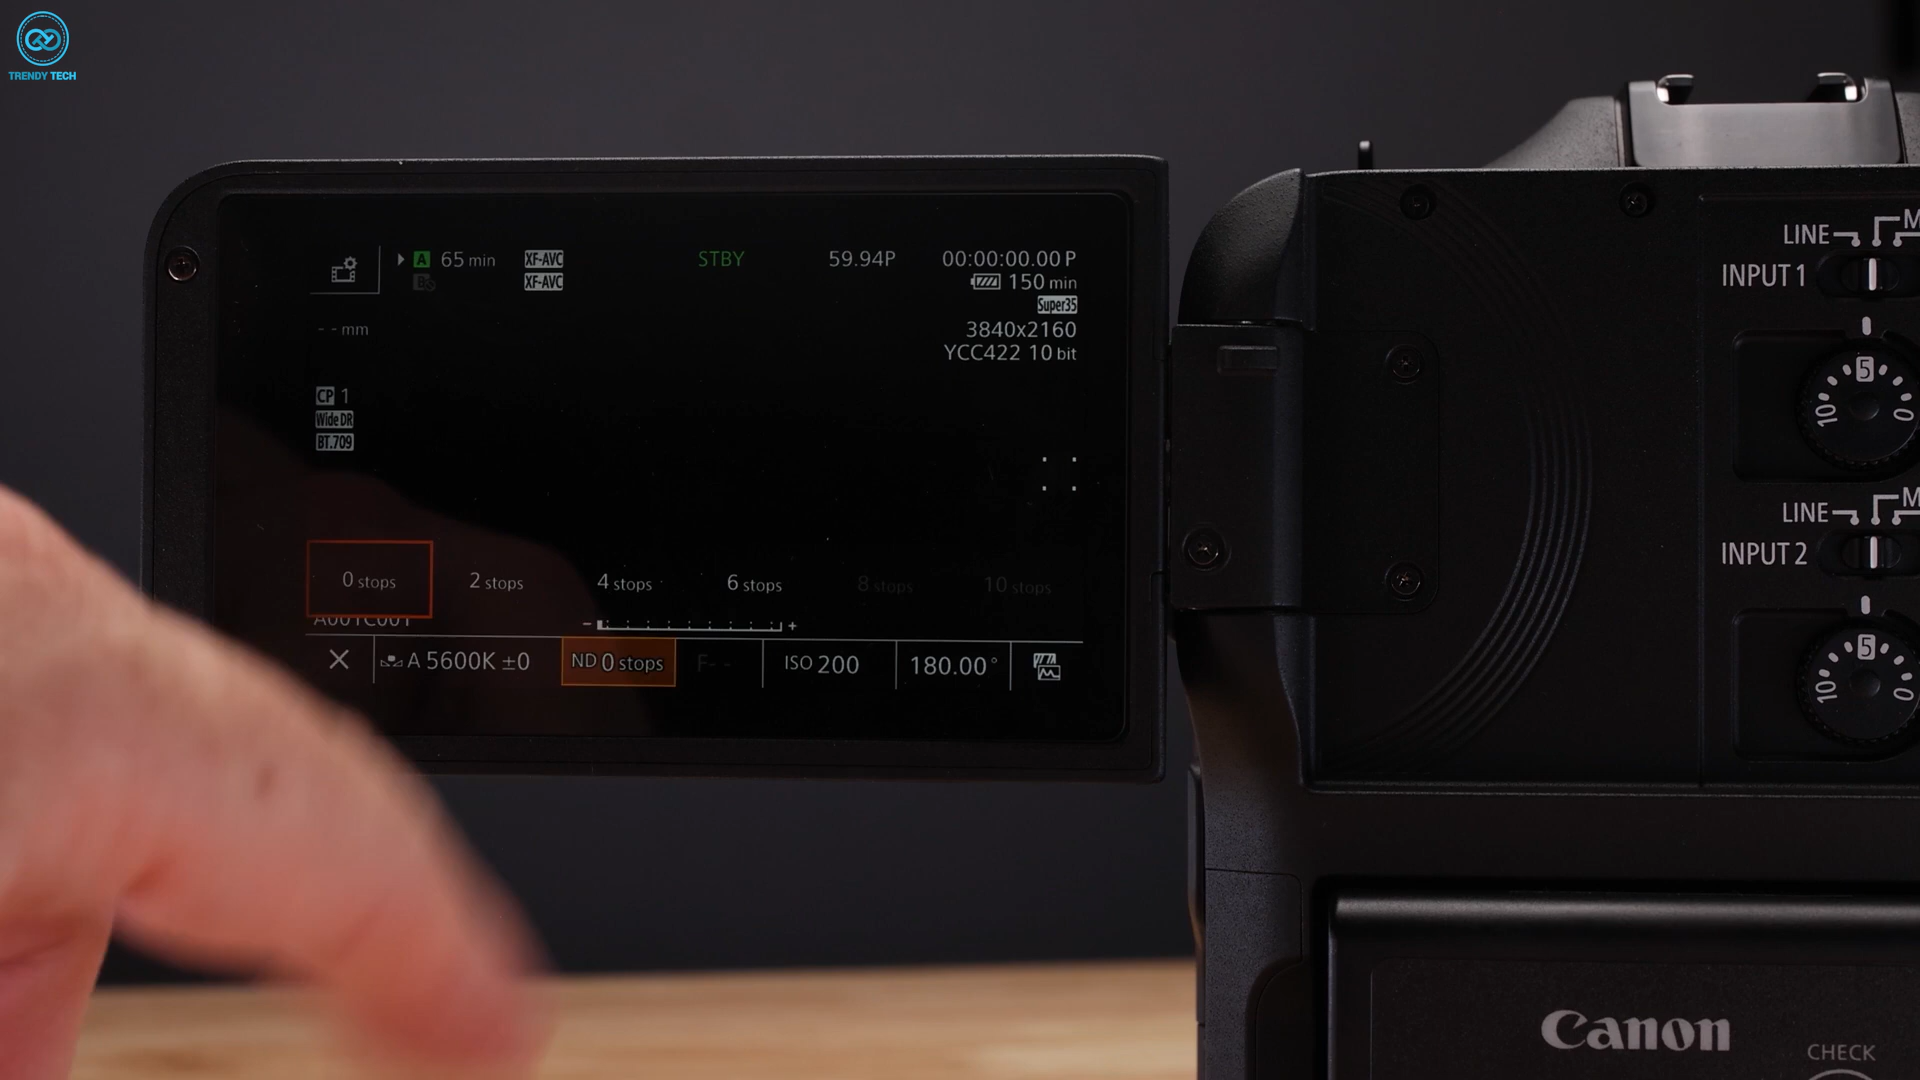 TRENDY TECH
A 65 min XF-AVC STBY 59.94P 00:00:00.00 P
B XF-AVC 150 min
Super35
-- mm 3840x2160
YCC422 10 bit
CP 1
Wide DR
BT.709
0 stops 2 stops 4 stops 6 stops 8 stops 10 stops
A001C001
- +
A 5600K ±0 ND 0 stops F-- ISO 200 180.00°
LINE M
INPUT 1
5
10 0
LINE M
INPUT 2
5
10 0
Canon
CHECK